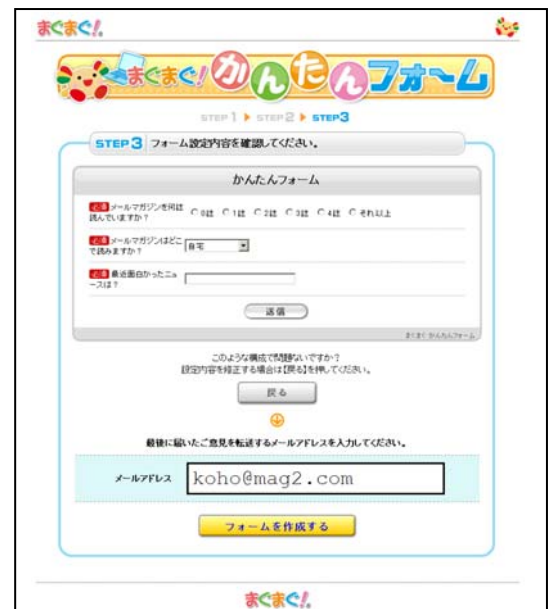 まぐまぐ!
まぐまぐ!かんたんフォーム
STEP1 ▶ STEP2 ▶ STEP3
STEP3 フォーム設定内容を確認してください。
かんたんフォーム
必須 メールマガジンを何誌
読んでいますか?
0誌 1誌 2誌 3誌 4誌 それ以上
必須 メールマガジンはどこ
で読みますか?
自宅
必須 最近面白かったニュ
ースは?
送信
まぐまぐ かんたんフォーム
このような構成で問題ないですか?
設定内容を修正する場合は【戻る】を押してください。
戻る
最後に届いたご意見を転送するメールアドレスを入力してください。
メールアドレス koho@mag2.com
フォームを作成する
まぐまぐ!